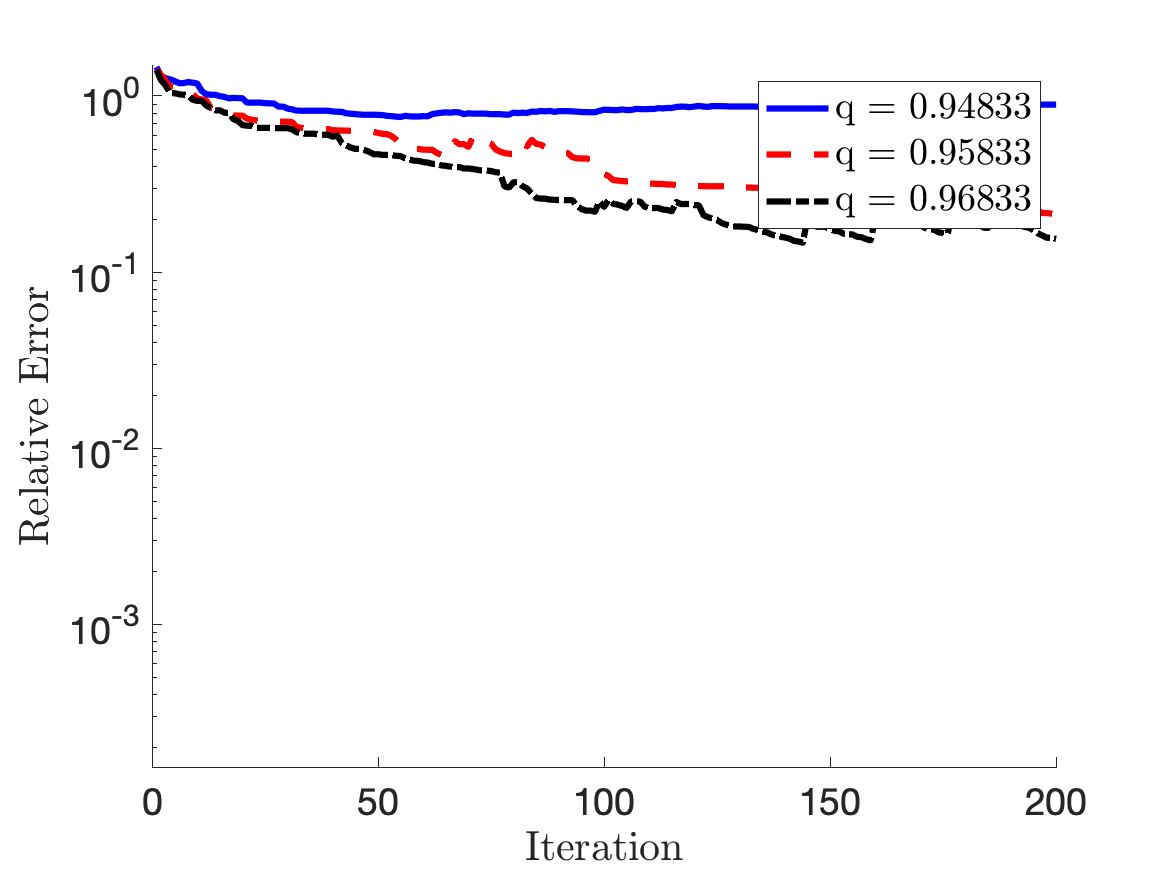 10^0
10^-1
10^-2
10^-3
Relative Error
q = 0.94833
q = 0.95833
q = 0.96833
0 50 100 150 200
Iteration